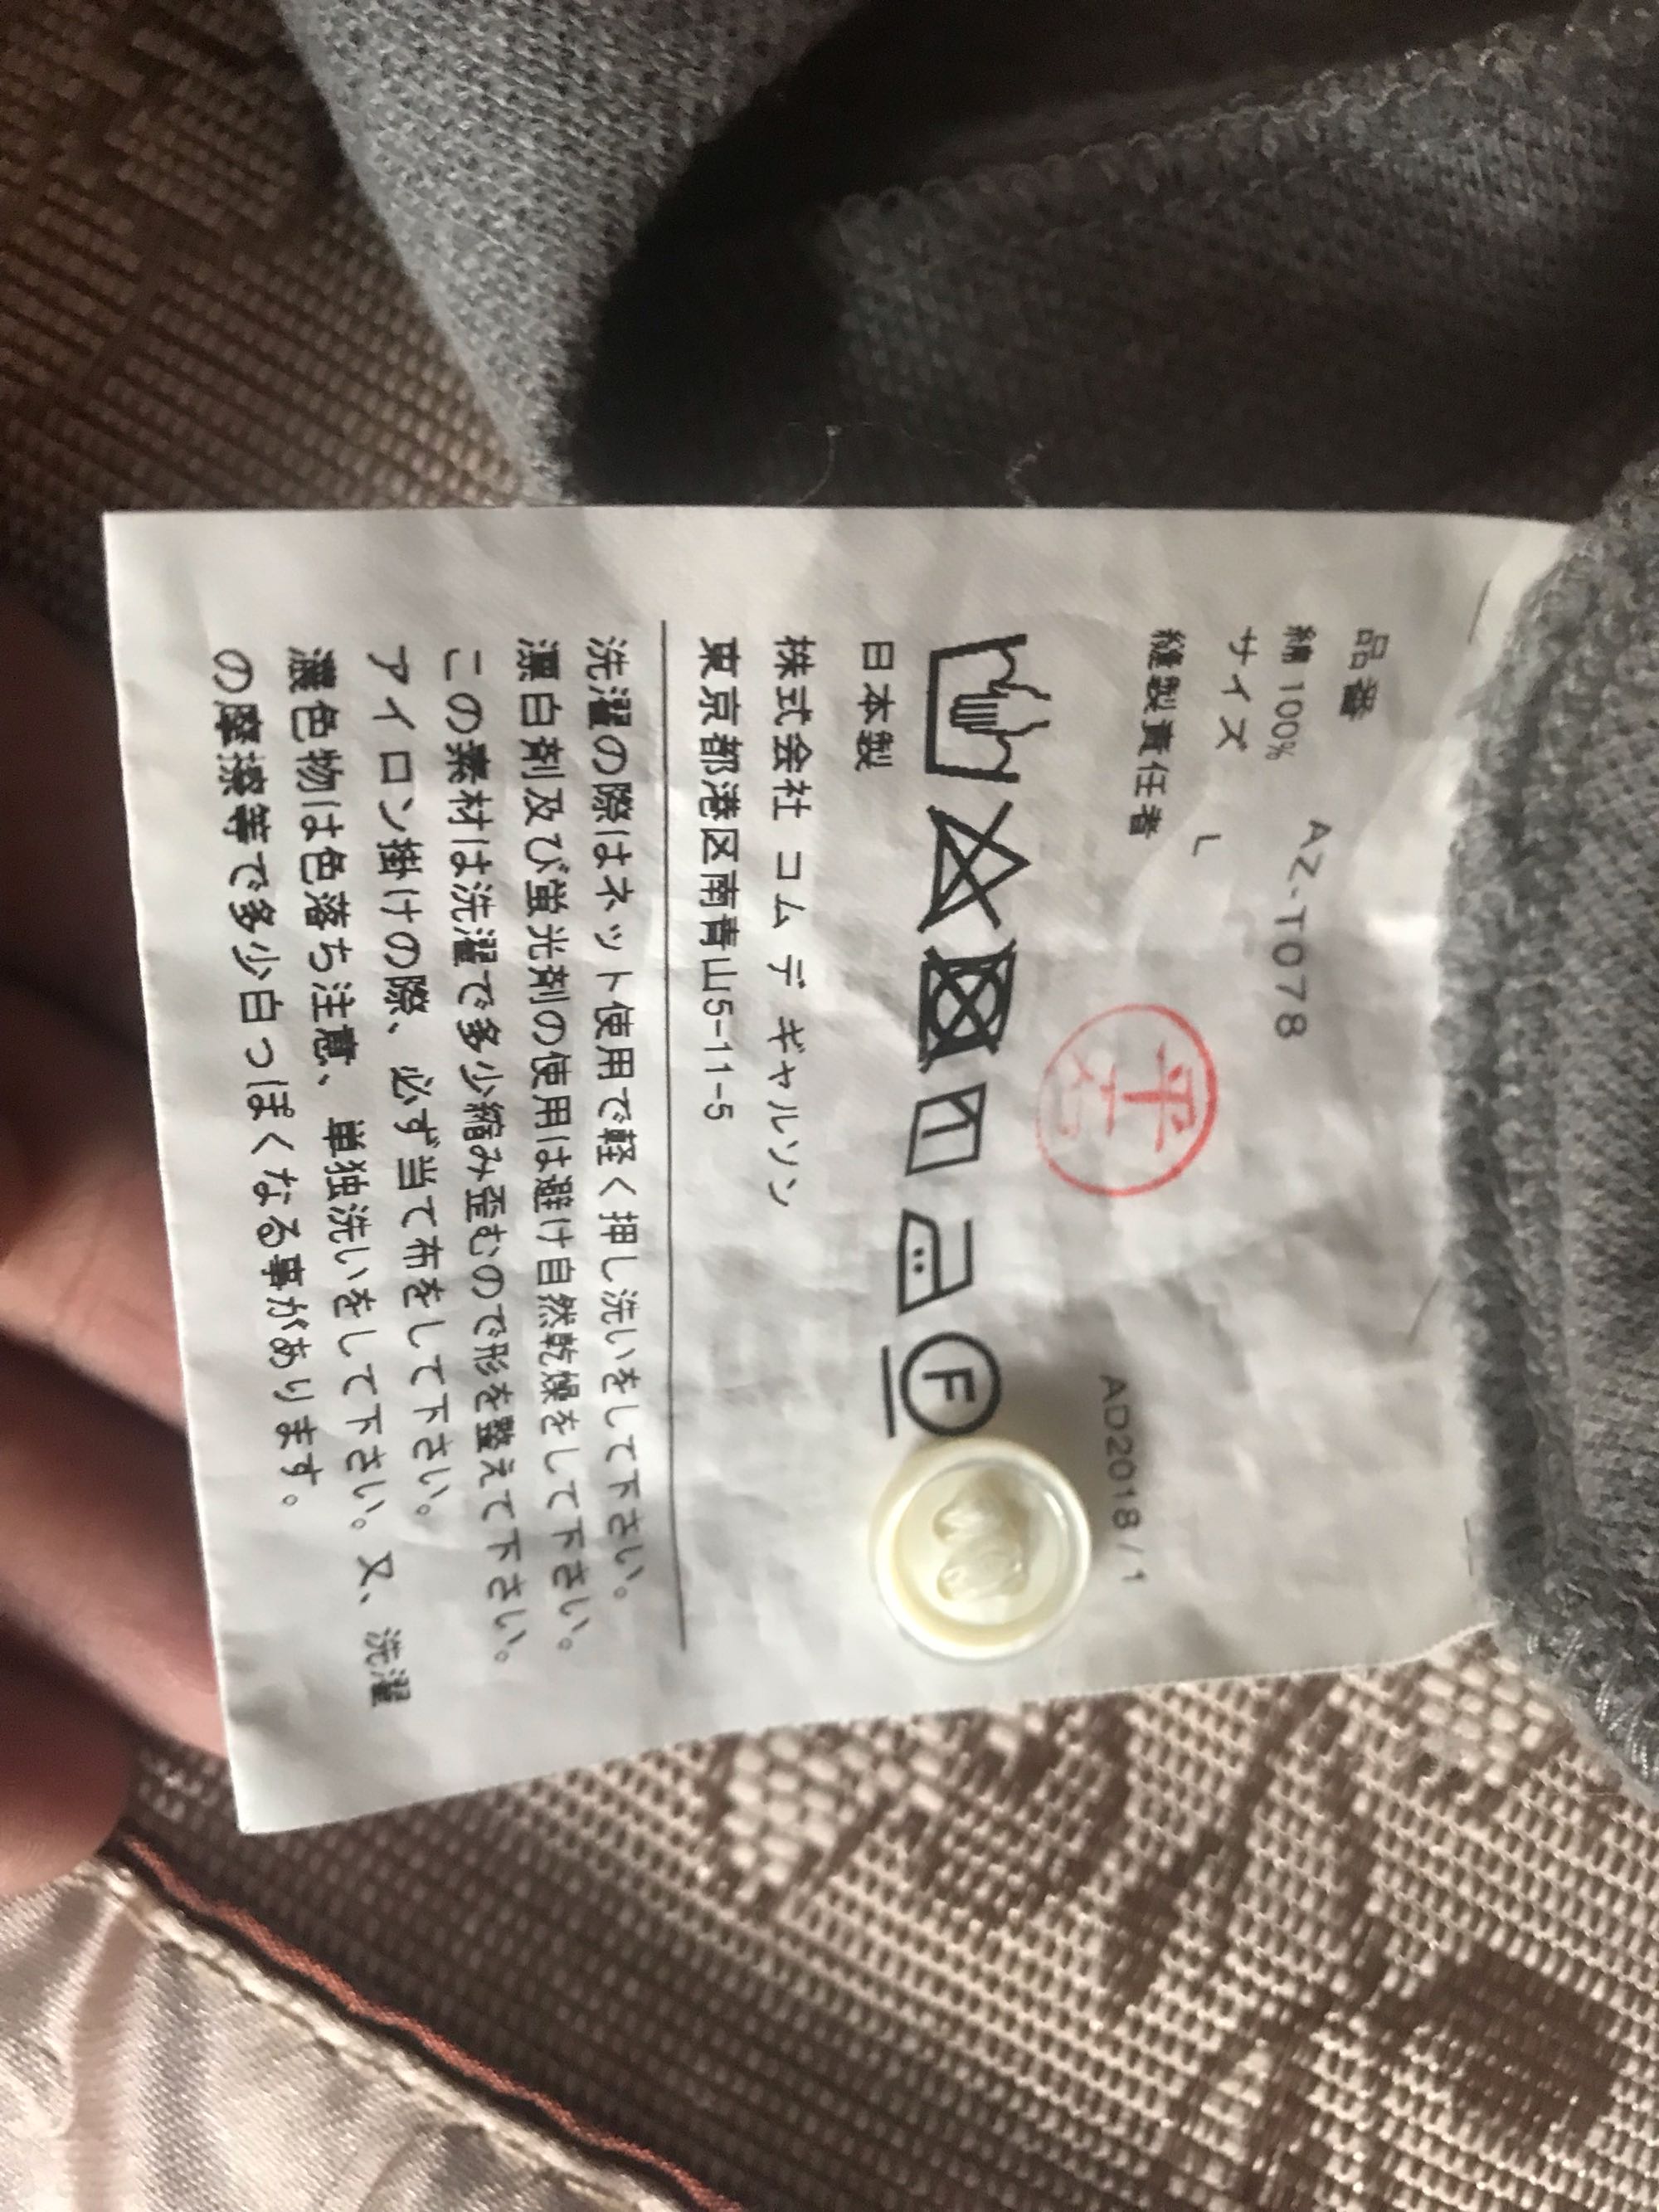 品番 AZ-T078
綿 100%
サイズ L
縫製責任者
AD2018 / 1
F
日本製
株式会社 コム デ ギャルソン
東京都港区南青山5-11-5
洗濯の際はネット使用で軽く押し洗いをして下さい。
漂白剤及び蛍光剤の使用は避け自然乾燥をして下さい。
この素材は洗濯で多少縮み歪むので形を整えて下さい。
アイロン掛けの際、必ず当て布をして下さい。
濃色物は色落ち注意、単独洗いをして下さい。又、洗濯
の摩擦等で多少白っぽくなる事があります。